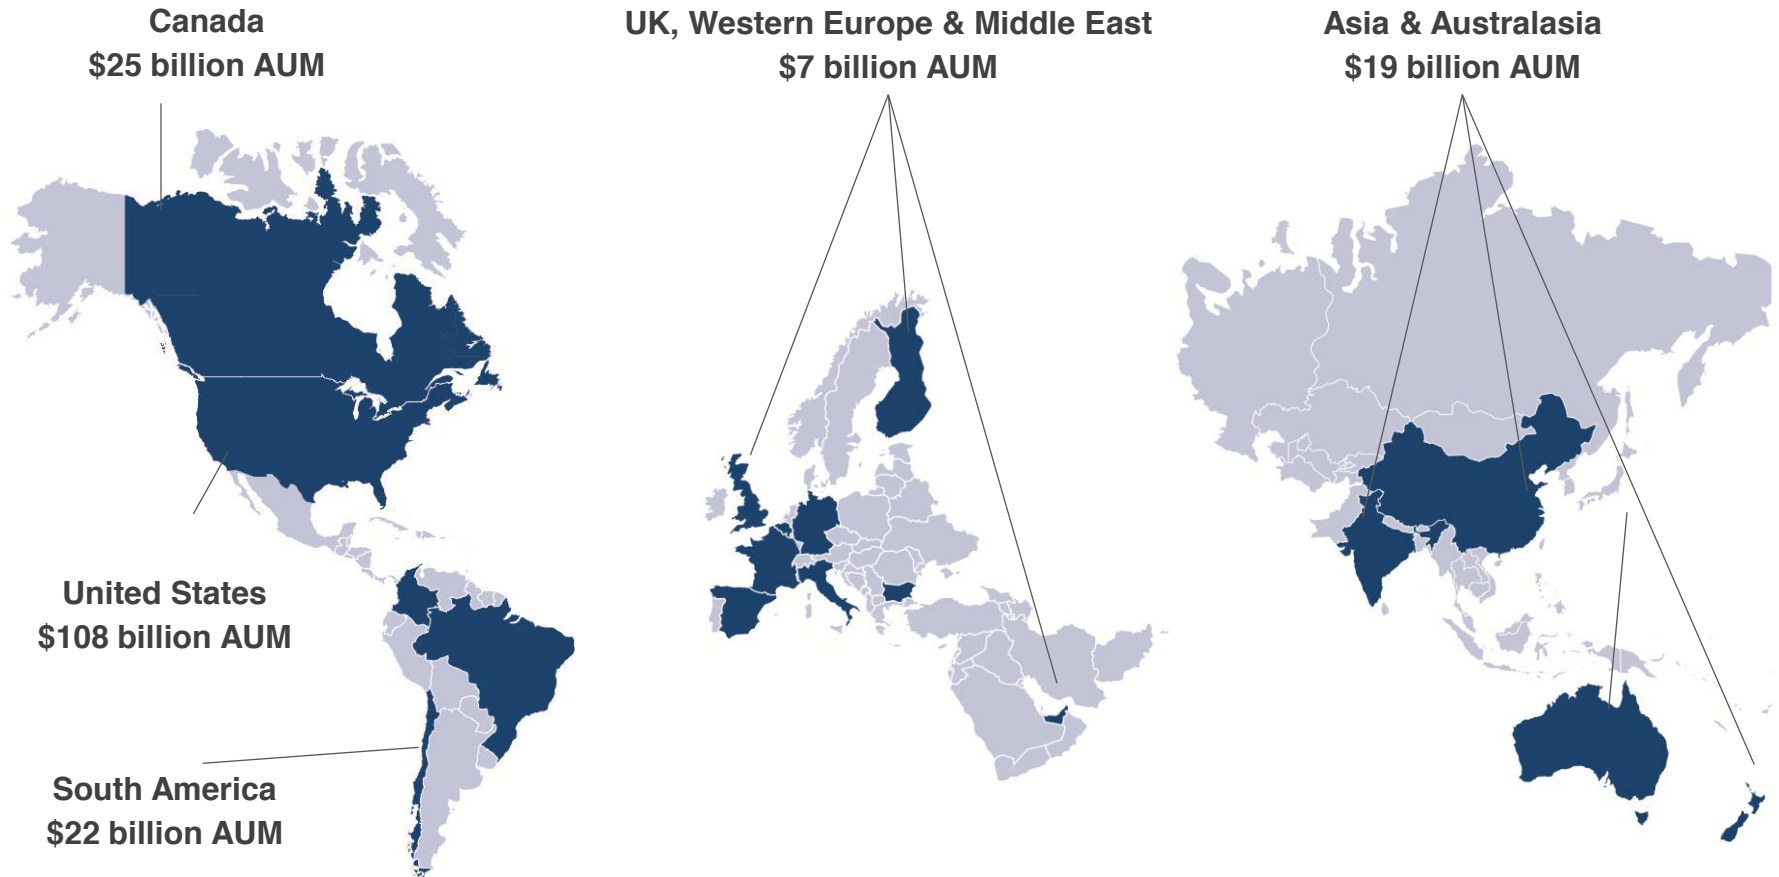 Canada
$25 billion AUM
UK, Western Europe & Middle East
$7 billion AUM
Asia & Australasia
$19 billion AUM
United States
$108 billion AUM
South America
$22 billion AUM